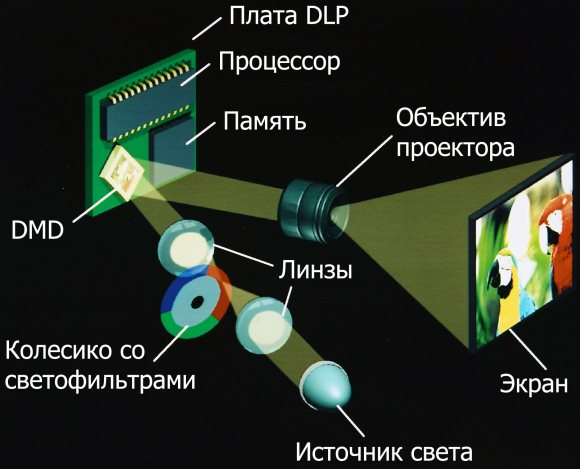 Плата DLP
Процессор
Память
Объектив
проектора
DMD
Линзы
Колесико со
светофильтрами
Экран
Источник света